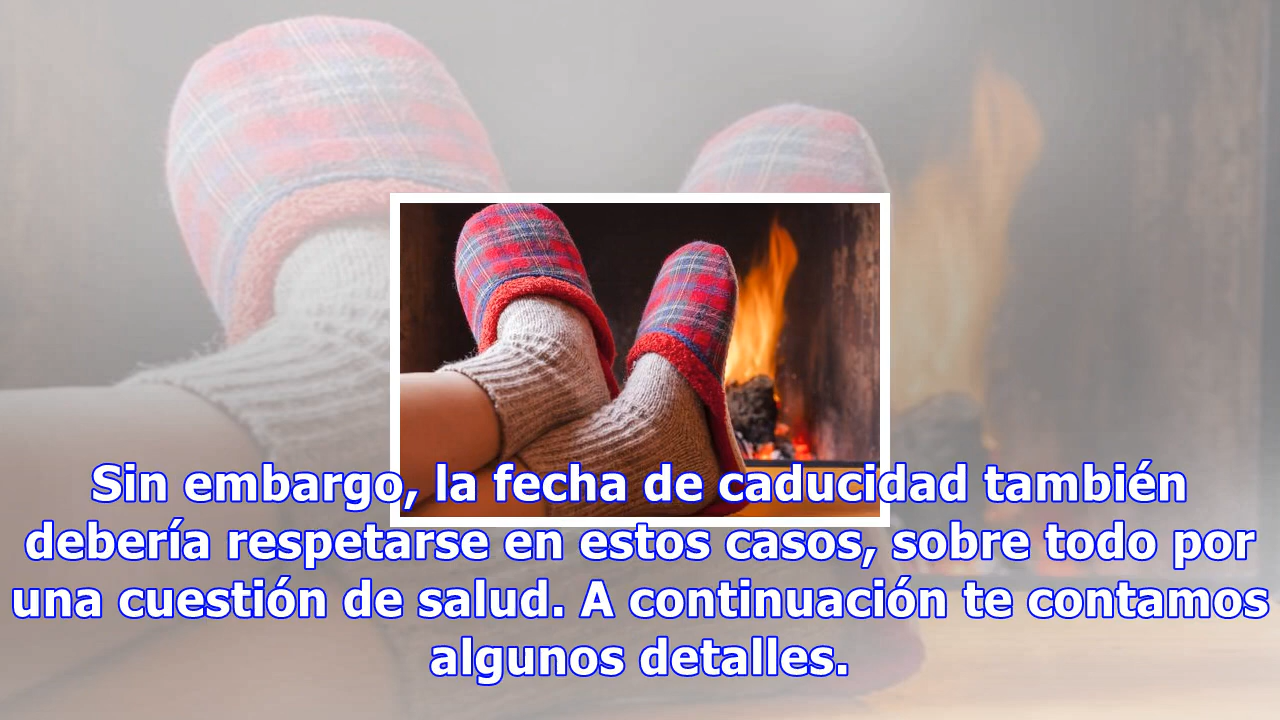 Sin embargo, la fecha de caducidad también
debería respetarse en estos casos, sobre todo por
una cuestión de salud. A continuación te contamos
algunos detalles.